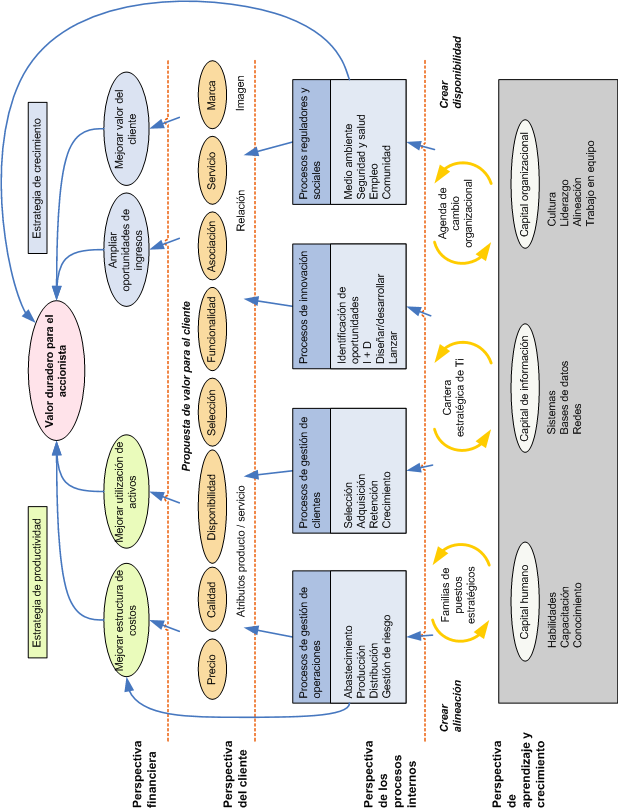 Estrategia de productividad
Estrategia de crecimiento
Valor duradero para el
accionista
Perspectiva
financiera
Mejorar estructura de
costos
Mejorar utilización de
activos
Ampliar
oportunidades de
ingresos
Mejorar valor del
cliente
Propuesta de valor para el cliente
Perspectiva
del cliente
Precio
Calidad
Disponibilidad
Selección
Funcionalidad
Asociación
Servicio
Marca
Atributos producto / servicio
Relación
Imagen
Perspectiva
de los
procesos
internos
Procesos de gestión de
operaciones
Abastecimiento
Producción
Distribución
Gestión de riesgo
Procesos de gestión de
clientes
Selección
Adquisición
Retención
Crecimiento
Procesos de innovación
Identificación de
oportunidades
I + D
Diseñar/desarrollar
Lanzar
Procesos reguladores y
sociales
Medio ambiente
Seguridad y salud
Empleo
Comunidad
Crear
alineación
Familias de
puestos
estratégicos
Cartera
estratégica de Ti
Agenda de
cambio
organizacional
Crear
disponibilidad
Perspectiva
de
aprendizaje y
crecimiento
Capital humano
Habilidades
Capacitación
Conocimiento
Capital de información
Sistemas
Bases de datos
Redes
Capital organizacional
Cultura
Liderazgo
Alineación
Trabajo en equipo